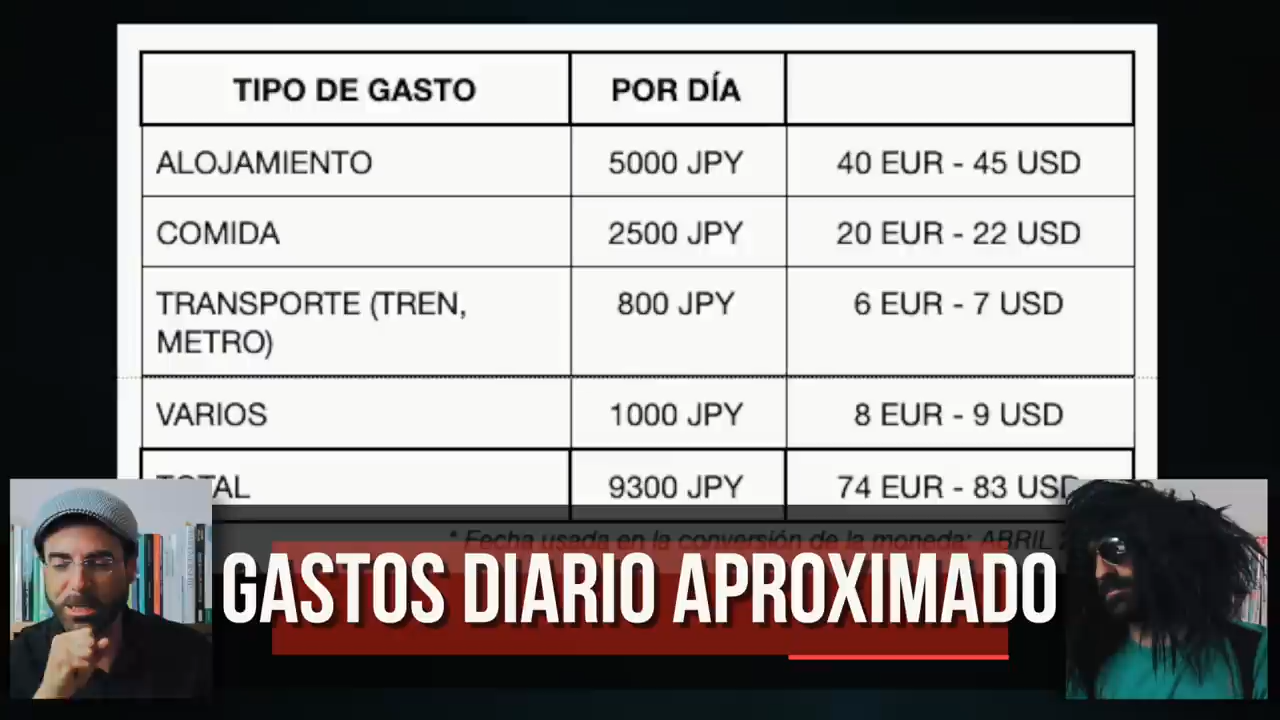 TIPO DE GASTO POR DÍA
ALOJAMIENTO 5000 JPY 40 EUR - 45 USD
COMIDA 2500 JPY 20 EUR - 22 USD
TRANSPORTE (TREN, 800 JPY 6 EUR - 7 USD
METRO)
VARIOS 1000 JPY 8 EUR - 9 USD
TOTAL 9300 JPY 74 EUR - 83 USD
* Fecha usada en la conversión de la moneda: ABRIL
GASTOS DIARIO APROXIMADO